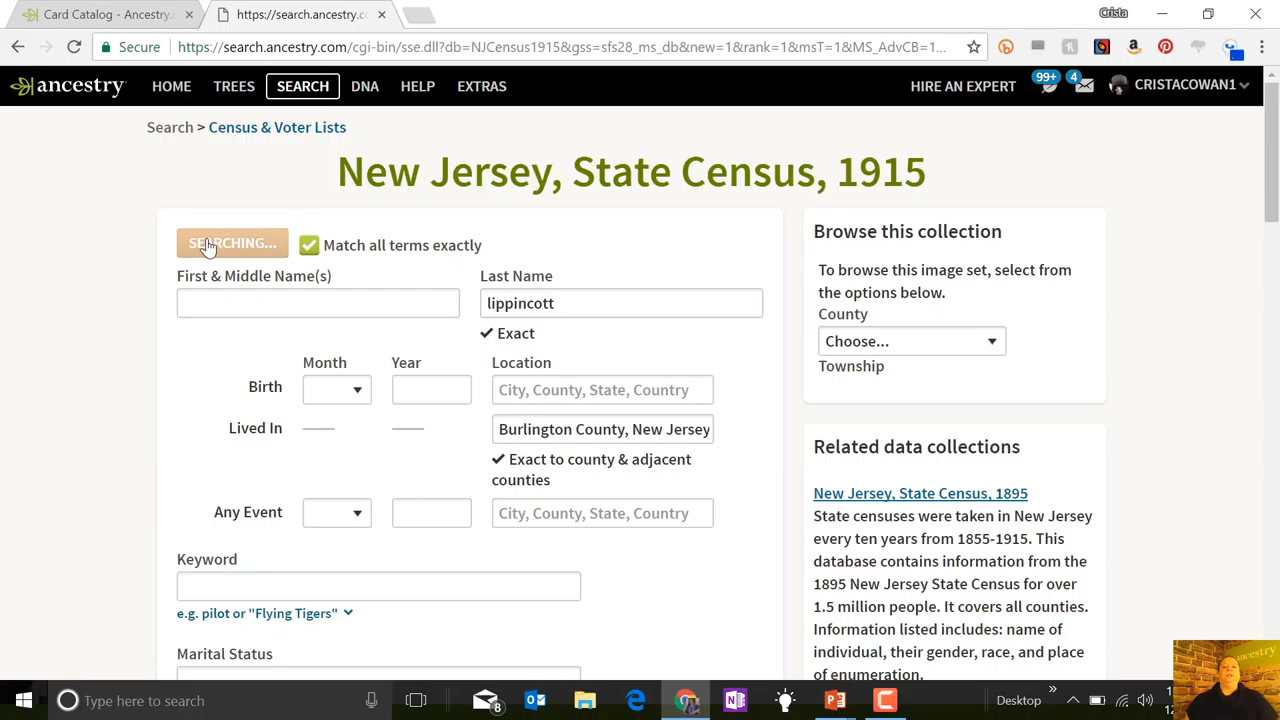 Card Catalog - Ancestry.
https://search.ancestry.co
Crista
Secure
https://search.ancestry.com/cgi-bin/sse.dll?db=NJCensus1915&gss=sfs28_ms_db&new=1&rank=1&msT=1&MS_AdvCB=1...
ancestry
HOME
TREES
SEARCH
DNA
HELP
EXTRAS
HIRE AN EXPERT
99+
4
CRISTACOWAN1
Search > Census & Voter Lists
New Jersey, State Census, 1915
SEARCHING...
Match all terms exactly
First & Middle Name(s)
Last Name
lippincott
Exact
Month
Year
Location
Birth
City, County, State, Country
Lived In
Burlington County, New Jersey
Exact to county & adjacent
counties
Any Event
City, County, State, Country
Keyword
e.g. pilot or "Flying Tigers"
Marital Status
Browse this collection
To browse this image set, select from
the options below.
County
Choose...
Township
Related data collections
New Jersey, State Census, 1895
State censuses were taken in New Jersey
every ten years from 1855-1915. This
database contains information from the
1895 New Jersey State Census for over
1.5 million people. It covers all counties.
Information listed includes: name of
individual, their gender, race, and place
of enumeration.
ancestry
Type here to search
8
Desktop